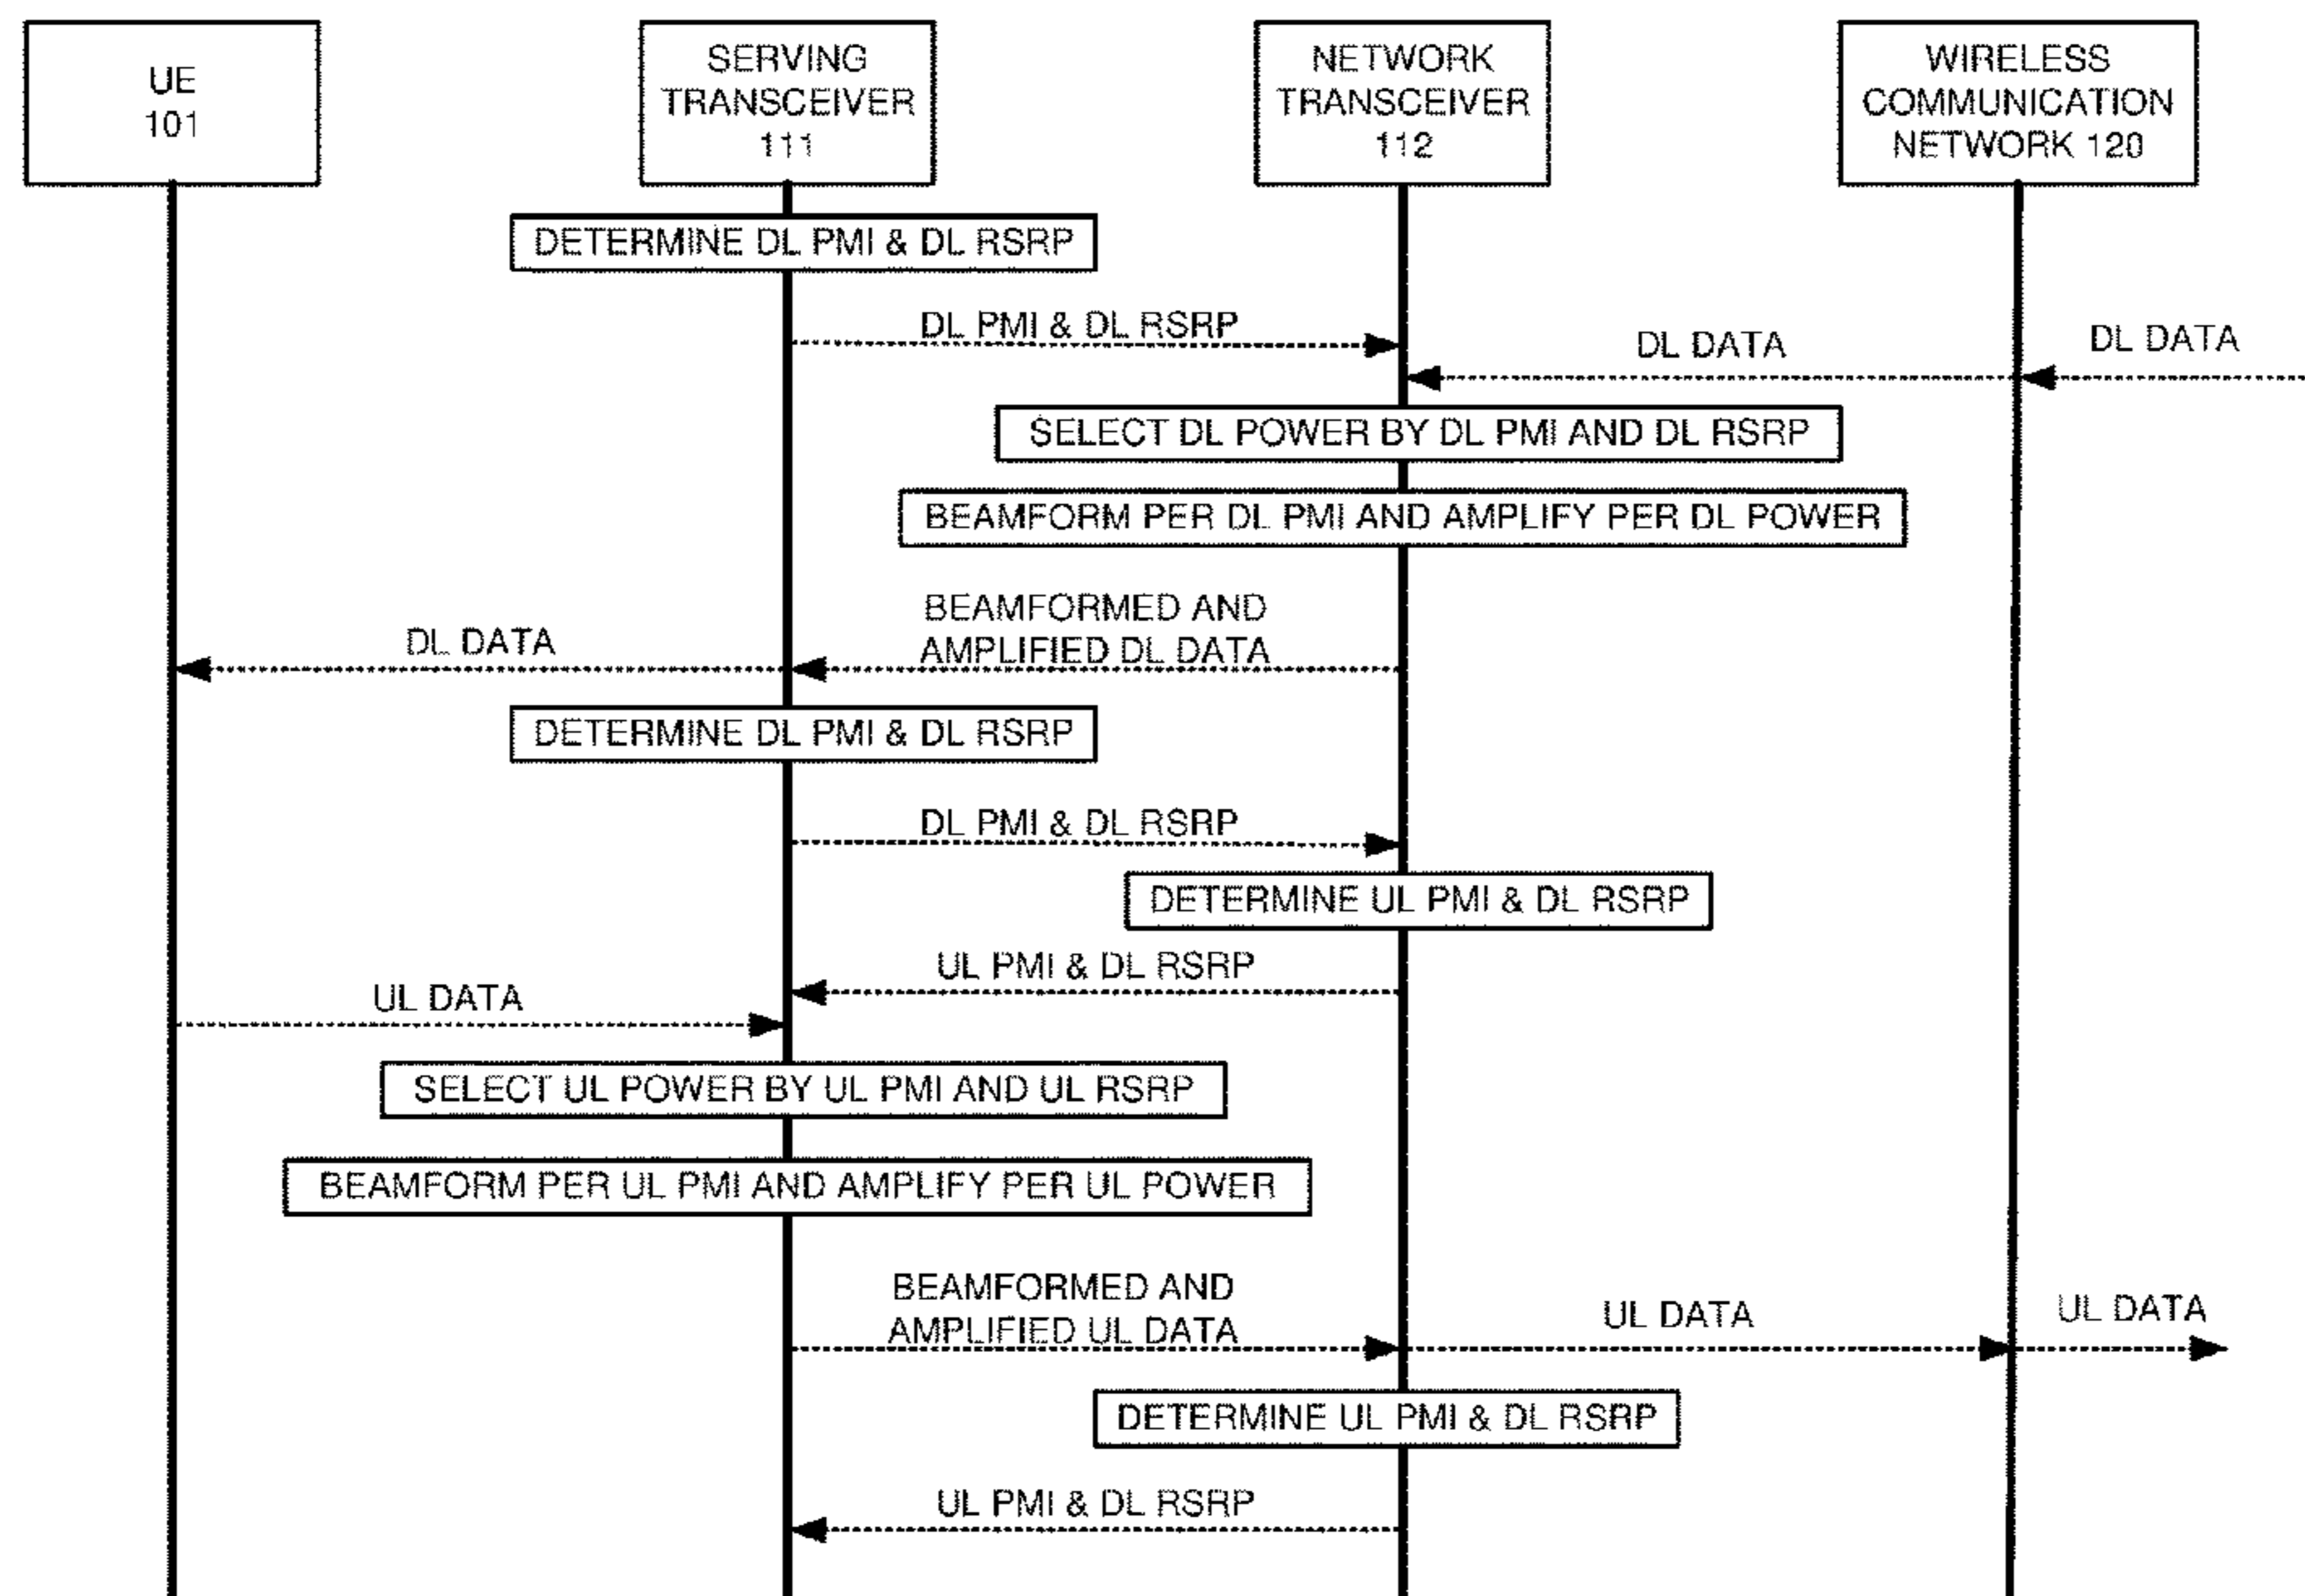 UE
101
SERVING
TRANSCEIVER
111
NETWORK
TRANSCEIVER
112
WIRELESS
COMMUNICATION
NETWORK 120
DETERMINE DL PMI & DL RSRP
DL PMI & DL RSRP
DL DATA
DL DATA
SELECT DL POWER BY DL PMI AND DL RSRP
BEAMFORM PER DL PMI AND AMPLIFY PER DL POWER
BEAMFORMED AND
AMPLIFIED DL DATA
DL DATA
DETERMINE DL PMI & DL RSRP
DL PMI & DL RSRP
DETERMINE UL PMI & DL RSRP
UL PMI & DL RSRP
UL DATA
SELECT UL POWER BY UL PMI AND UL RSRP
BEAMFORM PER UL PMI AND AMPLIFY PER UL POWER
BEAMFORMED AND
AMPLIFIED UL DATA
UL DATA
UL DATA
DETERMINE UL PMI & DL RSRP
UL PMI & DL RSRP